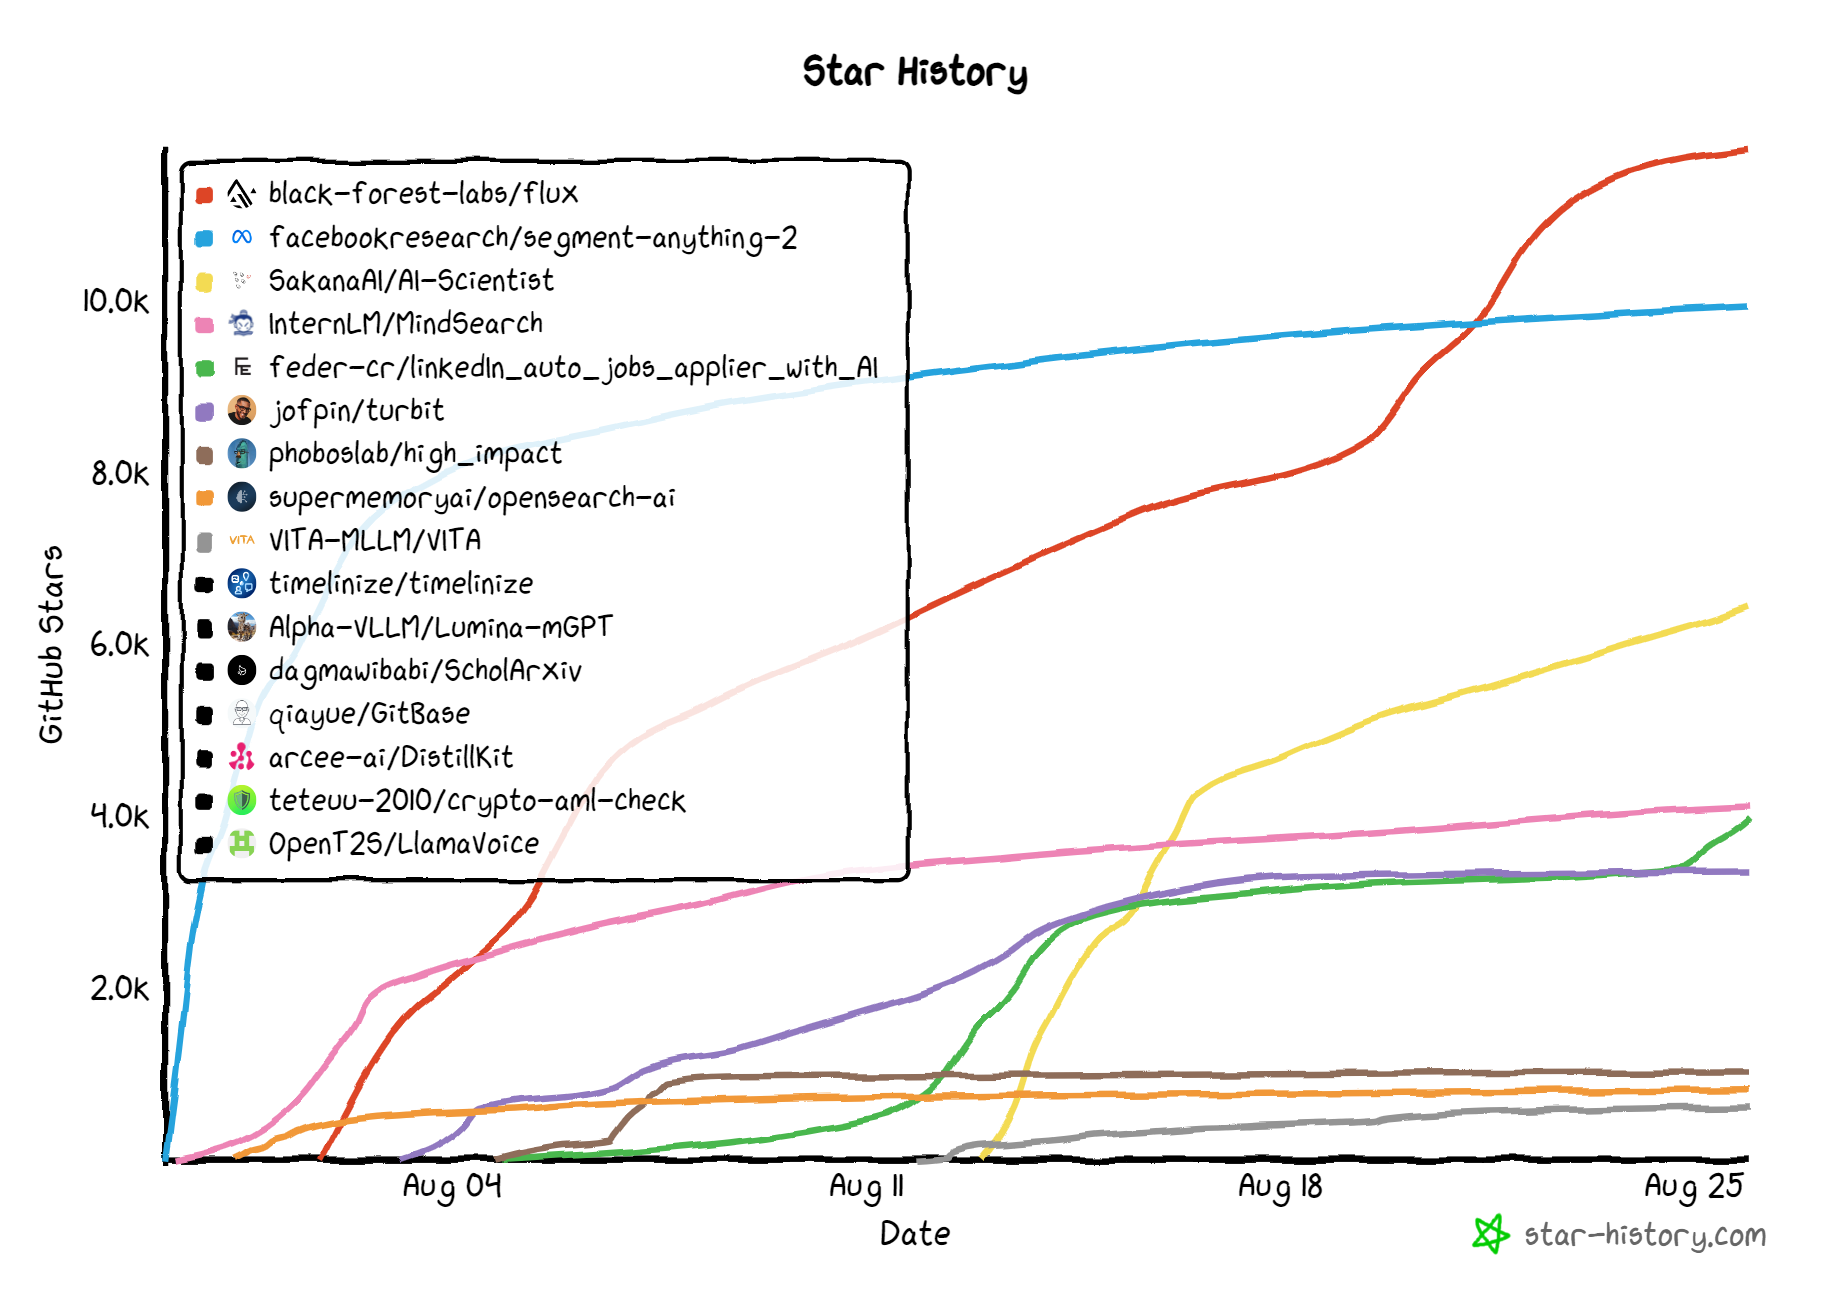 Star History
black-forest-labs/flux
facebookresearch/segment-anything-2
SakanaAI/AI-Scientist
InternLM/MindSearch
feder-cr/linkedIn_auto_jobs_applier_with_AI
jofpin/turbit
phoboslab/high_impact
supermemoryai/opensearch-ai
VITA VITA-MLLM/VITA
timelinize/timelinize
Alpha-VLLM/Lumina-mGPT
dagmawibabi/ScholArxiv
qiayue/GitBase
arcee-ai/DistillKit
teteuu-2010/crypto-aml-check
OpenT2S/LlamaVoice
10.0k
8.0k
6.0k
4.0k
2.0k
GitHub Stars
Aug 04
Aug 11
Aug 18
Aug 25
Date
star-history.com